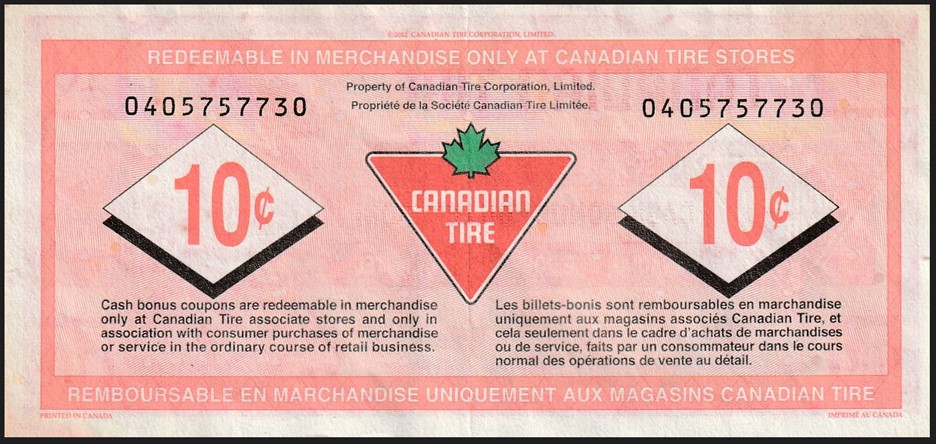 ©2012 CANADIAN TIRE CORPORATION, LIMITED.
REDEEMABLE IN MERCHANDISE ONLY AT CANADIAN TIRE STORES
Property of Canadian Tire Corporation, Limited.
Propriété de la Société Canadian Tire Limitée.
0405757730
0405757730
10¢
CANADIAN
TIRE
10¢
Cash bonus coupons are redeemable in merchandise
only at Canadian Tire associate stores and only in
association with consumer purchases of merchandise
or service in the ordinary course of retail business.
Les billets-bonis sont remboursables en marchandise
uniquement aux magasins associés Canadian Tire, et
cela seulement dans le cadre d'achats de marchandises
ou de service, faits par un consommateur dans le cours
normal des opérations de vente au détail.
REMBOURSABLE EN MARCHANDISE UNIQUEMENT AUX MAGASINS CANADIAN TIRE
PRINTED IN CANADA
IMPRIMÉ AU CANADA